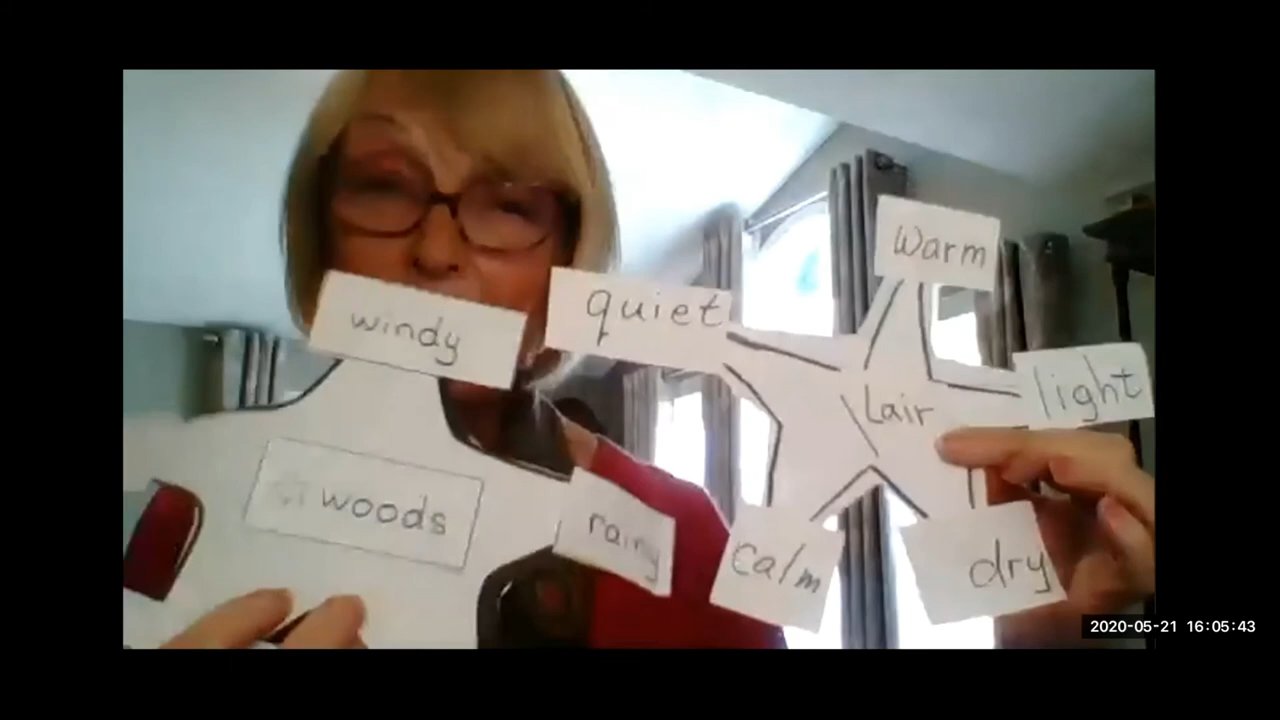 windy
woods
rainy
quiet
warm
light
Lair
calm
dry
2020-05-21 16:05:43